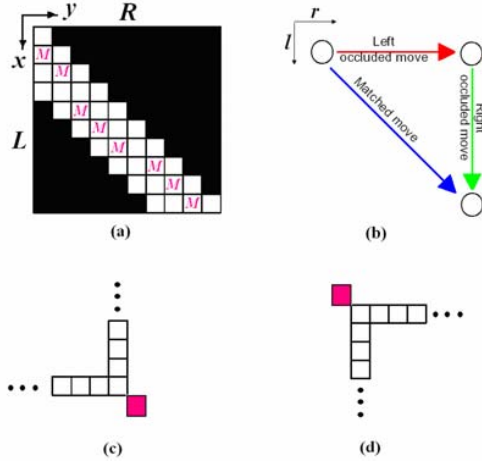 R
y
x
M
M
M
L
M
M
M
M
M
(a)
r
l
Left
occluded move
Matched move
Right
occluded move
(b)
(c)
(d)